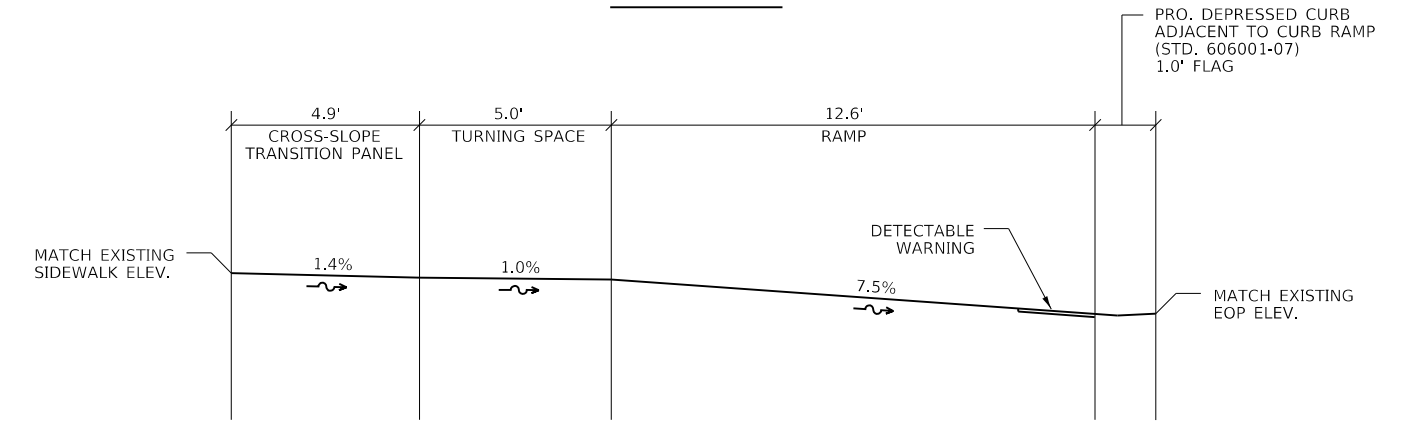 PRO. DEPRESSED CURB
ADJACENT TO CURB RAMP
(STD. 606001-07)
1.0' FLAG
4.9'
CROSS-SLOPE
TRANSITION PANEL
5.0'
TURNING SPACE
12.6'
RAMP
MATCH EXISTING
SIDEWALK ELEV.
1.4%
1.0%
7.5%
DETECTABLE
WARNING
MATCH EXISTING
EOP ELEV.